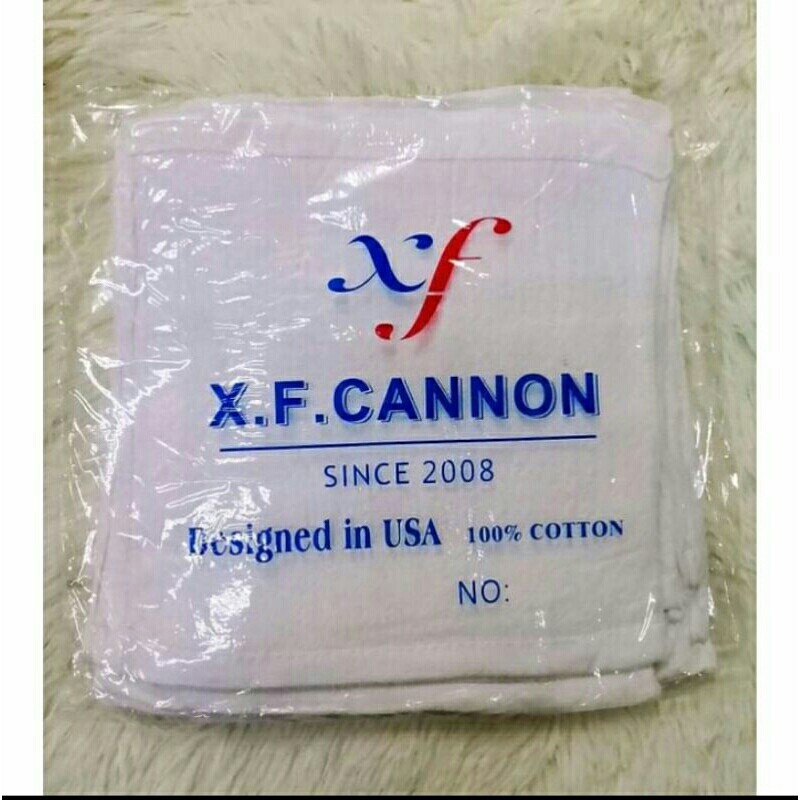 xf
X.F.CANNON
SINCE 2008
Designed in USA 100% COTTON
NO: